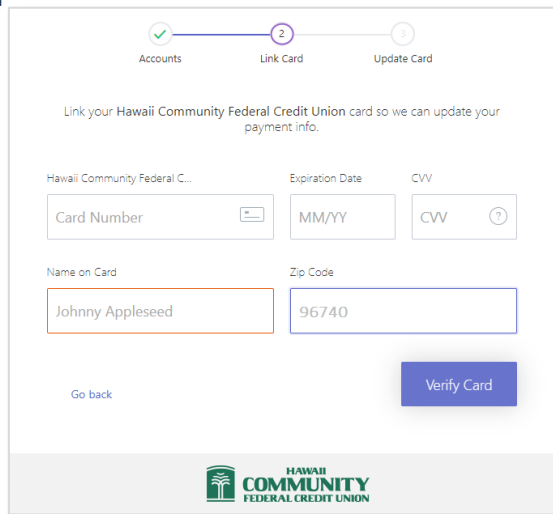 2
3
Accounts
Link Card
Update Card
Link your Hawaii Community Federal Credit Union card so we can update your
payment info.
Hawaii Community Federal C...
Expiration Date
CVV
Card Number
MM/YY
CVV
?
Name on Card
Zip Code
Johnny Appleseed
96740
Go back
Verify Card
HAWAII
COMMUNITY
FEDERAL CREDIT UNION